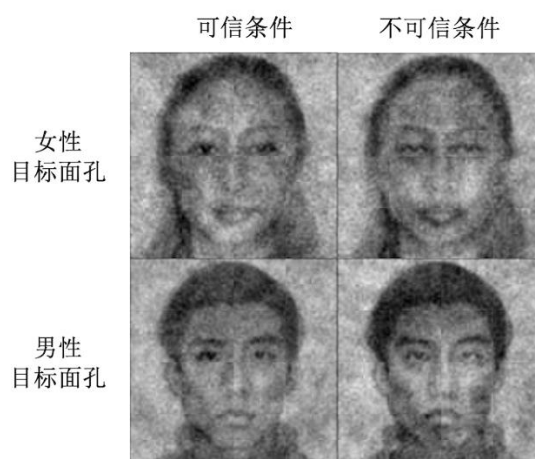 可信条件
不可信条件
女性
目标面孔
男性
目标面孔